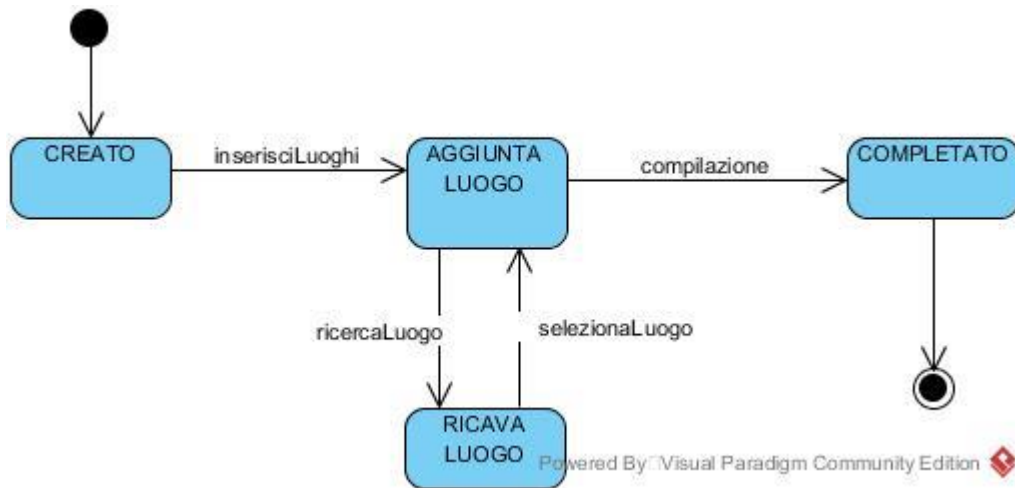 CREATO
inserisciLuoghi
AGGIUNTA
LUOGO
compilazione
COMPLETATO
ricercaLuogo
selezionaLuogo
RICAVA
LUOGO
Powered By Visual Paradigm Community Edition